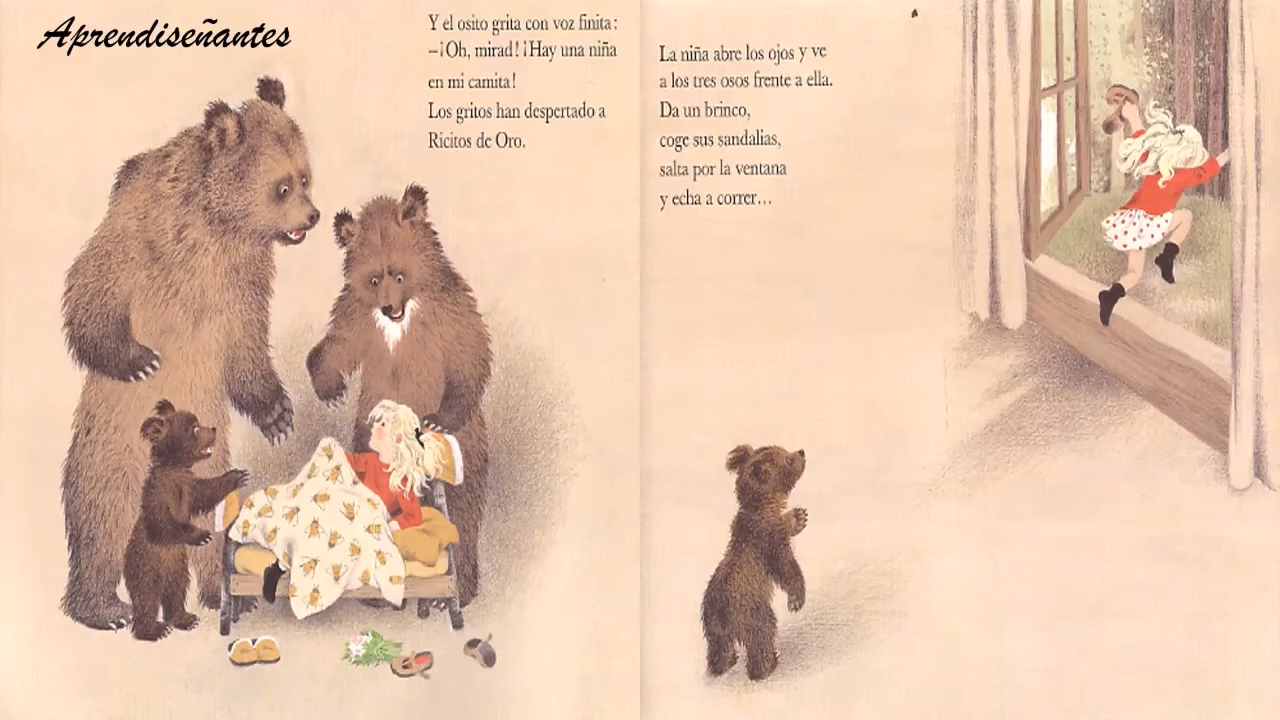 Aprendiseñantes
Y el osito grita con voz finita:
–¡Oh, mirad! ¡Hay una niña
en mi camita!
Los gritos han despertado a
Ricitos de Oro.
La niña abre los ojos y ve
a los tres osos frente a ella.
Da un brinco,
coge sus sandalias,
salta por la ventana
y echa a correr...